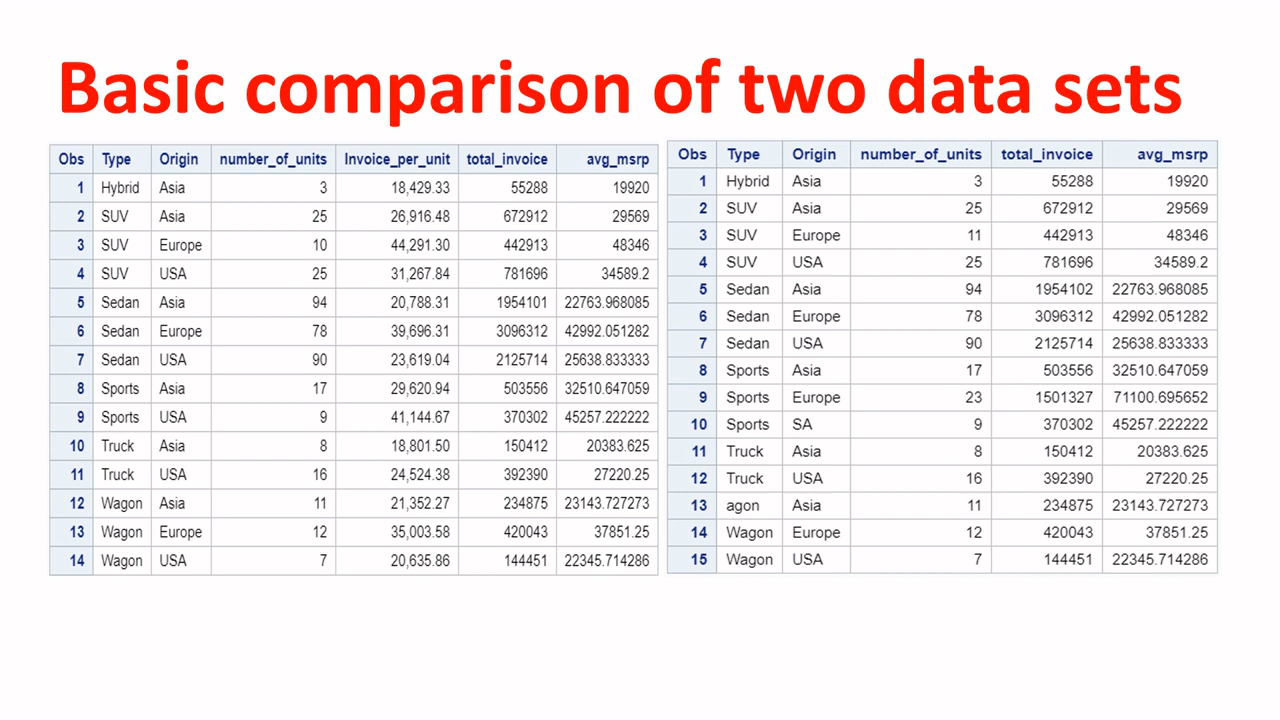 Basic comparison of two data sets
Obs Type Origin number_of_units Invoice_per_unit total_invoice avg_msrp
1 Hybrid Asia 3 18,429.33 55288 19920
2 SUV Asia 25 26,916.48 672912 29569
3 SUV Europe 10 44,291.30 442913 48346
4 SUV USA 25 31,267.84 781696 34589.2
5 Sedan Asia 94 20,788.31 1954101 22763.968085
6 Sedan Europe 78 39,696.31 3096312 42992.051282
7 Sedan USA 90 23,619.04 2125714 25638.833333
8 Sports Asia 17 29,620.94 503556 32510.647059
9 Sports USA 9 41,144.67 370302 45257.222222
10 Truck Asia 8 18,801.50 150412 20383.625
11 Truck USA 16 24,524.38 392390 27220.25
12 Wagon Asia 11 21,352.27 234875 23143.727273
13 Wagon Europe 12 35,003.58 420043 37851.25
14 Wagon USA 7 20,635.86 144451 22345.714286
Obs Type Origin number_of_units total_invoice avg_msrp
1 Hybrid Asia 3 55288 19920
2 SUV Asia 25 672912 29569
3 SUV Europe 11 442913 48346
4 SUV USA 25 781696 34589.2
5 Sedan Asia 94 1954102 22763.968085
6 Sedan Europe 78 3096312 42992.051282
7 Sedan USA 90 2125714 25638.833333
8 Sports Asia 17 503556 32510.647059
9 Sports Europe 23 1501327 71100.695652
10 Sports SA 9 370302 45257.222222
11 Truck Asia 8 150412 20383.625
12 Truck USA 16 392390 27220.25
13 agon Asia 11 234875 23143.727273
14 Wagon Europe 12 420043 37851.25
15 Wagon USA 7 144451 22345.714286